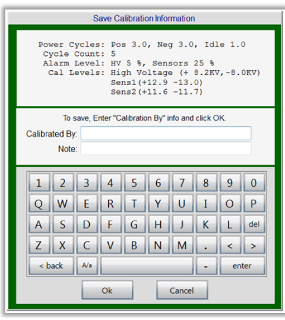 Save Calibration Information
Power Cycles: Pos 3.0, Neg 3.0, Idle 1.0
Cycle Count: 5
Alarm Level: HV 5 %, Sensors 25 %
Cal Levels: High Voltage (+ 8.2KV,-8.0KV)
Sens1(+12.9 -13.0)
Sens2(+11.6 -11.7)
To save, Enter "Calibration By" info and click OK.
Calibrated By:
Note:
1 2 3 4 5 6 7 8 9 0
Q W E R T Y U I O P
A S D F G H J K L del
Z X C V B N M . < >
< back A/a - enter
Ok Cancel